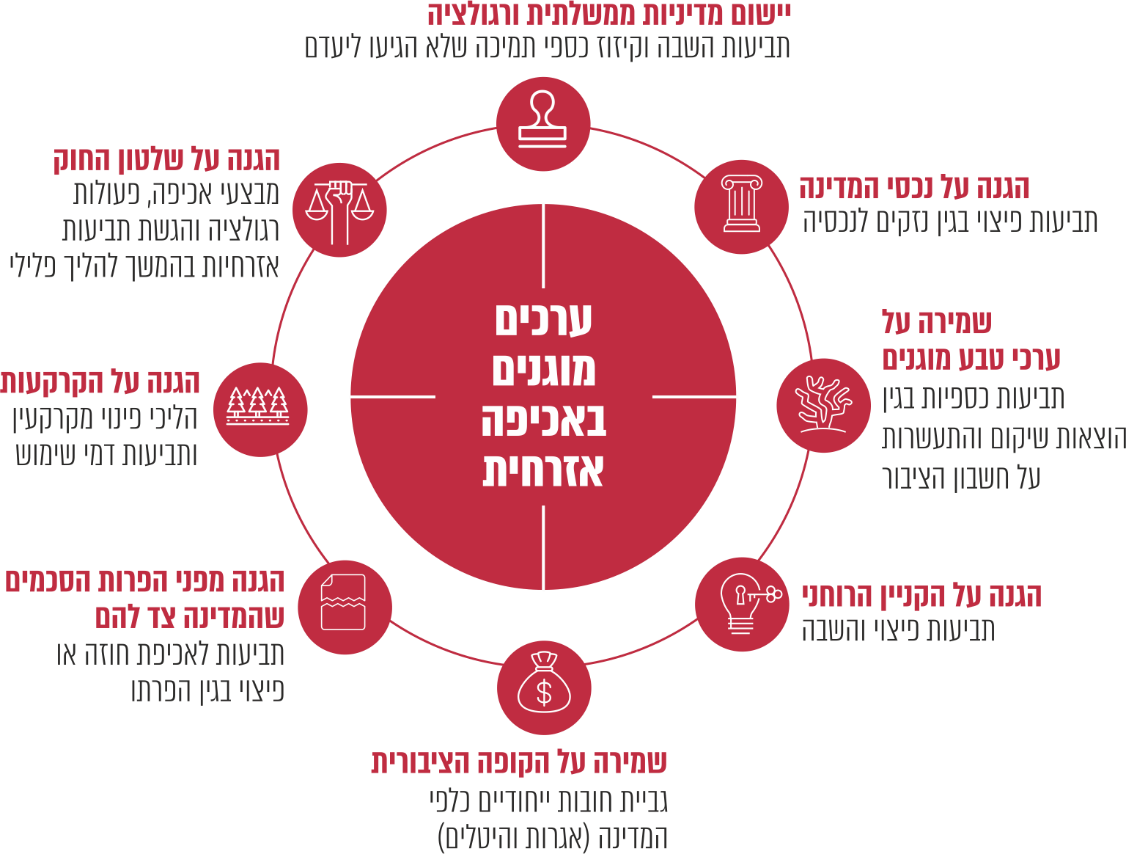 יישום מדיניות ממשלתית ורגולציה
תביעות השבה וקיזוז כספי תמיכה שלא הגיעו ליעדם
הגנה על נכסי המדינה
תביעות פיצוי בגין נזקים לנכסיה
שמירה על
ערכי טבע מוגנים
תביעות כספיות בגין
הוצאות שיקום והתעשרות
על חשבון הציבור
הגנה על הקניין הרוחני
תביעות פיצוי והשבה
שמירה על הקופה הציבורית
גביית חובות ייחודיים כלפי
המדינה (אגרות והיטלים)
הגנה מפני הפרות הסכמים
שהמדינה צד להם
תביעות לאכיפת חוזה או
פיצוי בגין הפרתו
הגנה על הקרקעות
הליכי פינוי מקרקעין
ותביעות דמי שימוש
הגנה על שלטון החוק
מבצעי אכיפה, פעולות
רגולציה והגשת תביעות
אזרחיות בהמשך להליך פלילי
ערכים
מוגנים
באכיפה
אזרחית
$